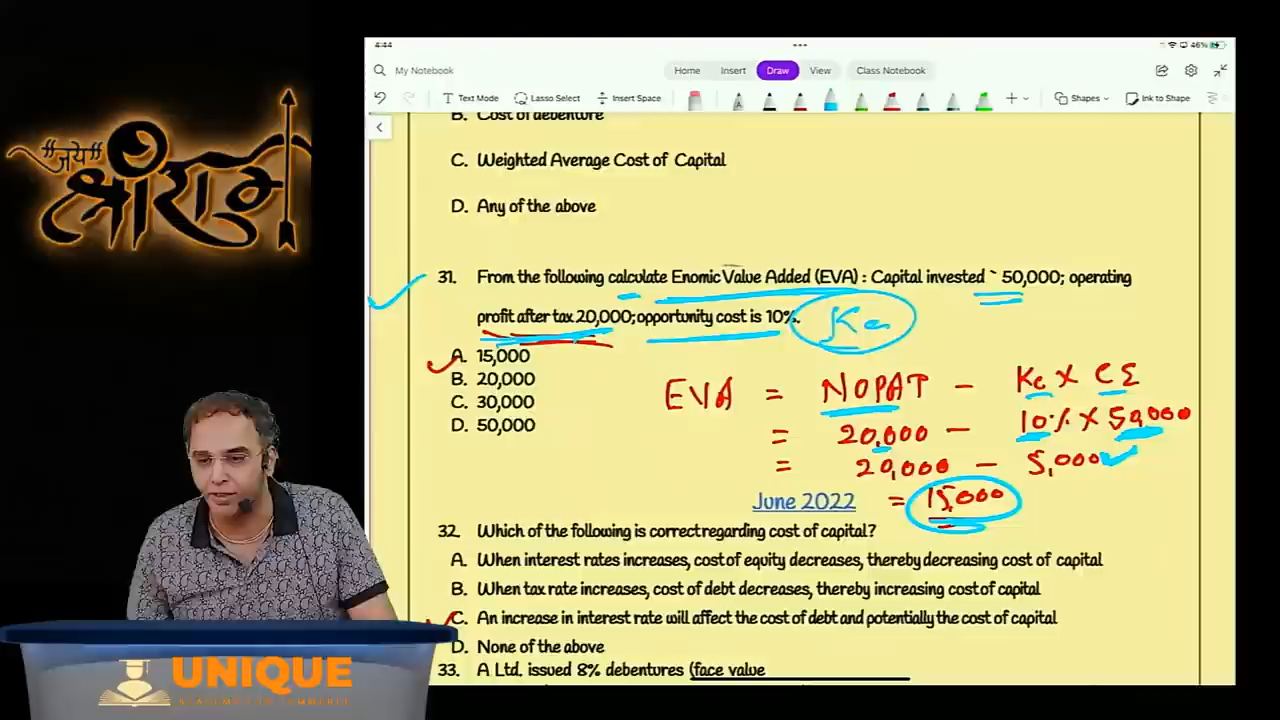 "जय"
श्रीराम
4:44
46%
My Notebook
Home Insert Draw View Class Notebook
Text Mode Lasso Select Insert Space Shapes Ink to Shape
B. Cost of debenture
C. Weighted Average Cost of Capital
D. Any of the above
31. From the following calculate Enomic Value Added (EVA) : Capital invested ` 50,000; operating
profit after tax 20,000; opportunity cost is 10%.
A. 15,000
B. 20,000
C. 30,000
D. 50,000
EVA = NOPAT - Kc X CE
= 20,000 - 10% X 50,000
= 20,000 - 5,000
June 2022 = 15,000
32. Which of the following is correct regarding cost of capital?
A. When interest rates increases, cost of equity decreases, thereby decreasing cost of capital
B. When tax rate increases, cost of debt decreases, thereby increasing cost of capital
C. An increase in interest rate will affect the cost of debt and potentially the cost of capital
D. None of the above
33. A Ltd. issued 8% debentures (face value
UNIQUE
ACADEMY FOR COMMERCE